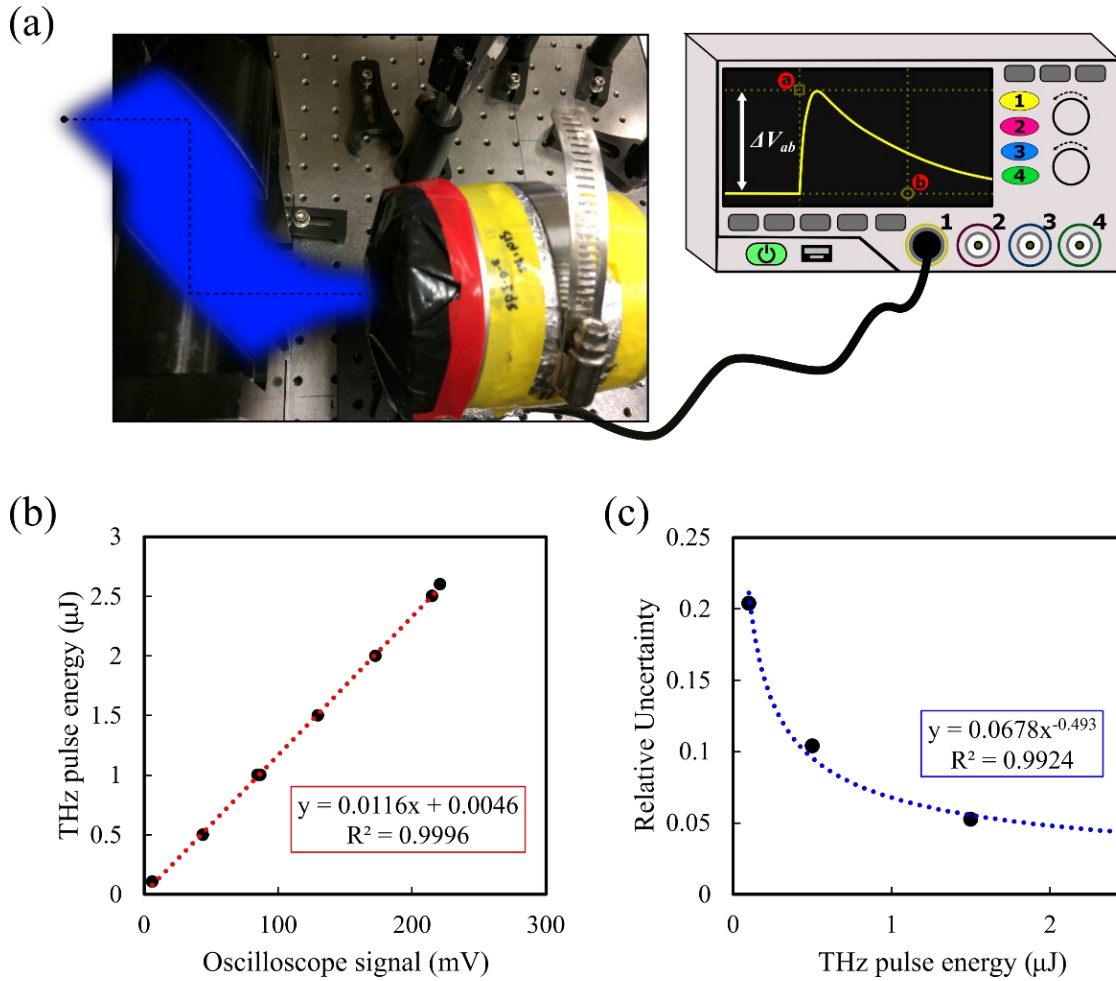 (a)
a
ΔVab
b
1
2
3
4
1 2 3 4
SP30-R
(b)
THz pulse energy (μJ)
3
2.5
2
1.5
1
0.5
0
y = 0.0116x + 0.0046
R² = 0.9996
0 100 200 300
Oscilloscope signal (mV)
(c)
Relative Uncertainty
0.25
0.2
0.15
0.1
0.05
0
y = 0.0678x^-0.493
R² = 0.9924
0 1 2
THz pulse energy (μJ)